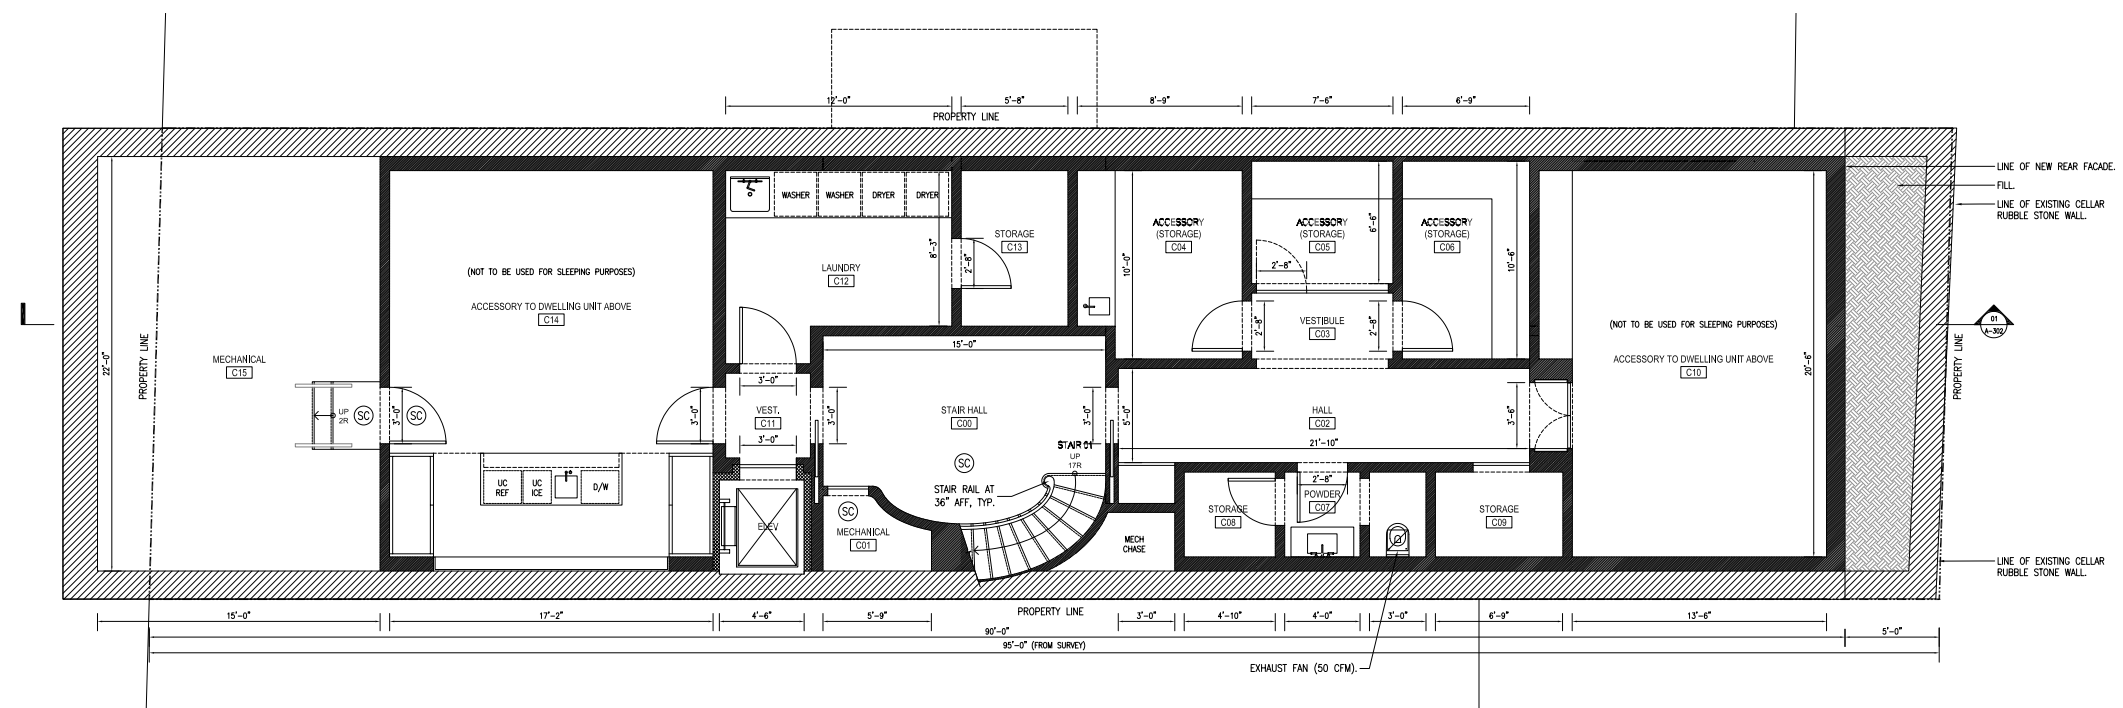 12'-0"
5'-8"
8'-9"
7'-6"
6'-9"
PROPERTY LINE
LINE OF NEW REAR FACADE.
FILL.
LINE OF EXISTING CELLAR
RUBBLE STONE WALL.
WASHER
WASHER
DRYER
DRYER
LAUNDRY
C12
8'-3"
STORAGE
C13
2'-8"
ACCESSORY
(STORAGE)
C04
10'-0"
ACCESSORY
(STORAGE)
C05
6'-6"
2'-8"
ACCESSORY
(STORAGE)
C06
10'-6"
(NOT TO BE USED FOR SLEEPING PURPOSES)
ACCESSORY TO DWELLING UNIT ABOVE
C14
VESTIBULE
C03
2'-8"
2'-8"
(NOT TO BE USED FOR SLEEPING PURPOSES)
ACCESSORY TO DWELLING UNIT ABOVE
C10
20'-6"
01
A-302
PROPERTY LINE
PROPERTY LINE
22'-0"
MECHANICAL
C15
UP
2R
SC
SC
3'-0"
3'-0"
3'-0"
VEST.
C11
3'-0"
3'-0"
15'-0"
STAIR HALL
C00
3'-0"
5'-0"
STAIR 01
UP
17R
SC
STAIR RAIL AT
36" AFF, TYP.
HALL
C02
21'-10"
3'-6"
UC
REF
UC
ICE
D/W
ELEV
SC
MECHANICAL
C01
MECH
CHASE
STORAGE
C08
2'-8"
POWDER
C07
STORAGE
C09
LINE OF EXISTING CELLAR
RUBBLE STONE WALL.
PROPERTY LINE
15'-0"
17'-2"
4'-6"
5'-9"
3'-0"
4'-10"
4'-0"
3'-0"
6'-9"
13'-6"
90'-0"
5'-0"
95'-0" (FROM SURVEY)
EXHAUST FAN (50 CFM).